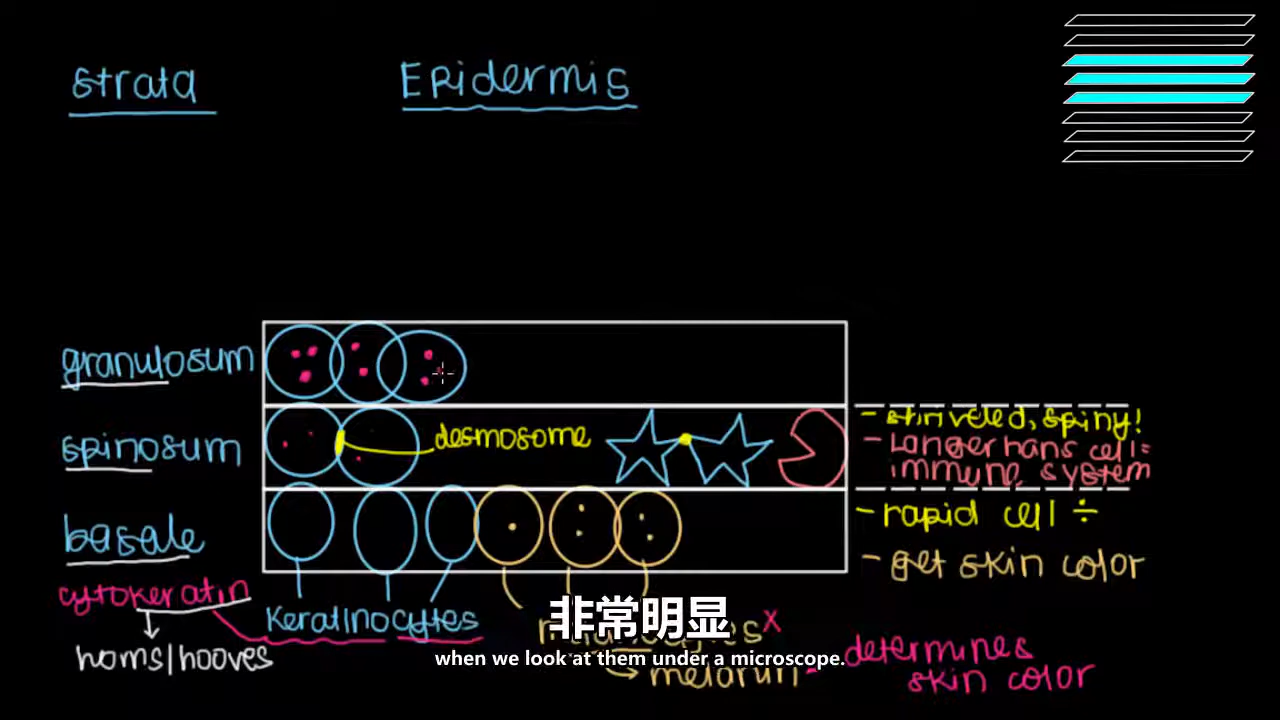 strata
Epidermis
granulosum
spinosum
desmosome
- shriveled, spiny!
- Langerhans cell =
immune system
basale
- rapid cell ÷
- get skin color
cytokeratin
keratinocytes
horns/hooves
非常明显
when we look at them under a microscope.
x
determines
skin color